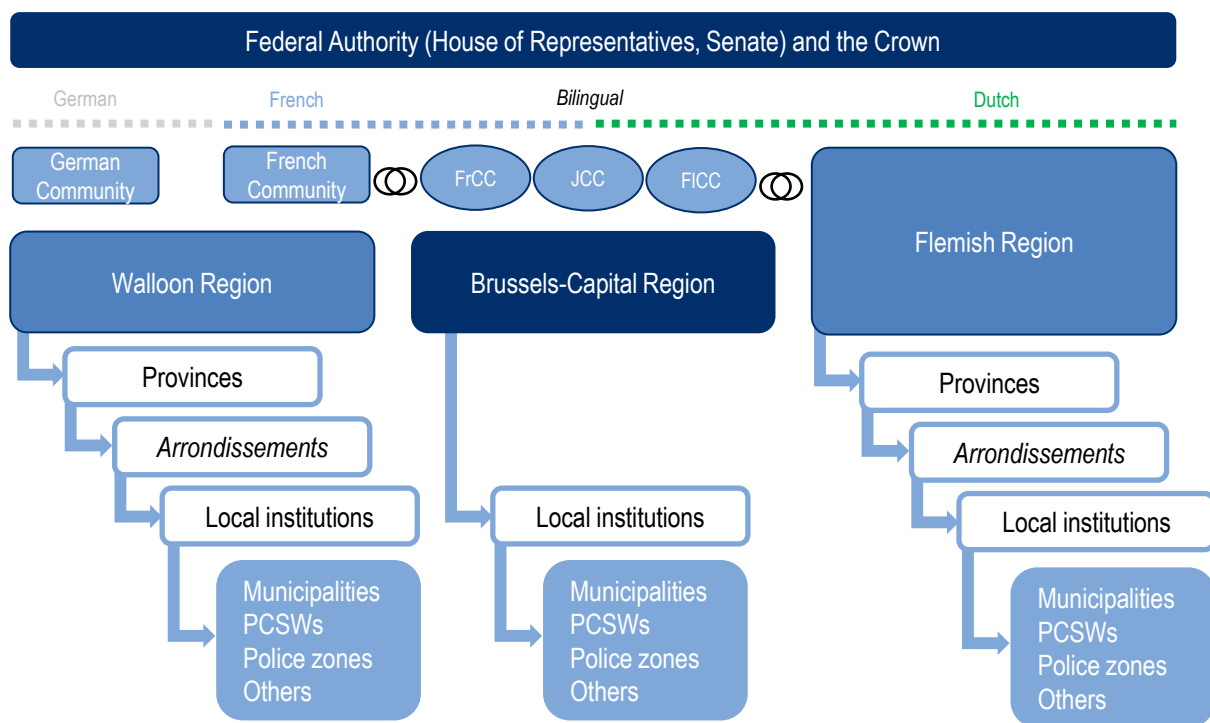 Federal Authority (House of Representatives, Senate) and the Crown
German
French
Bilingual
Dutch
German
Community
French
Community
FrCC
JCC
FlCC
Flemish Region
Walloon Region
Brussels-Capital Region
Provinces
Arrondissements
Local institutions
Municipalities
PCSWs
Police zones
Others
Local institutions
Municipalities
PCSWs
Police zones
Others
Provinces
Arrondissements
Local institutions
Municipalities
PCSWs
Police zones
Others